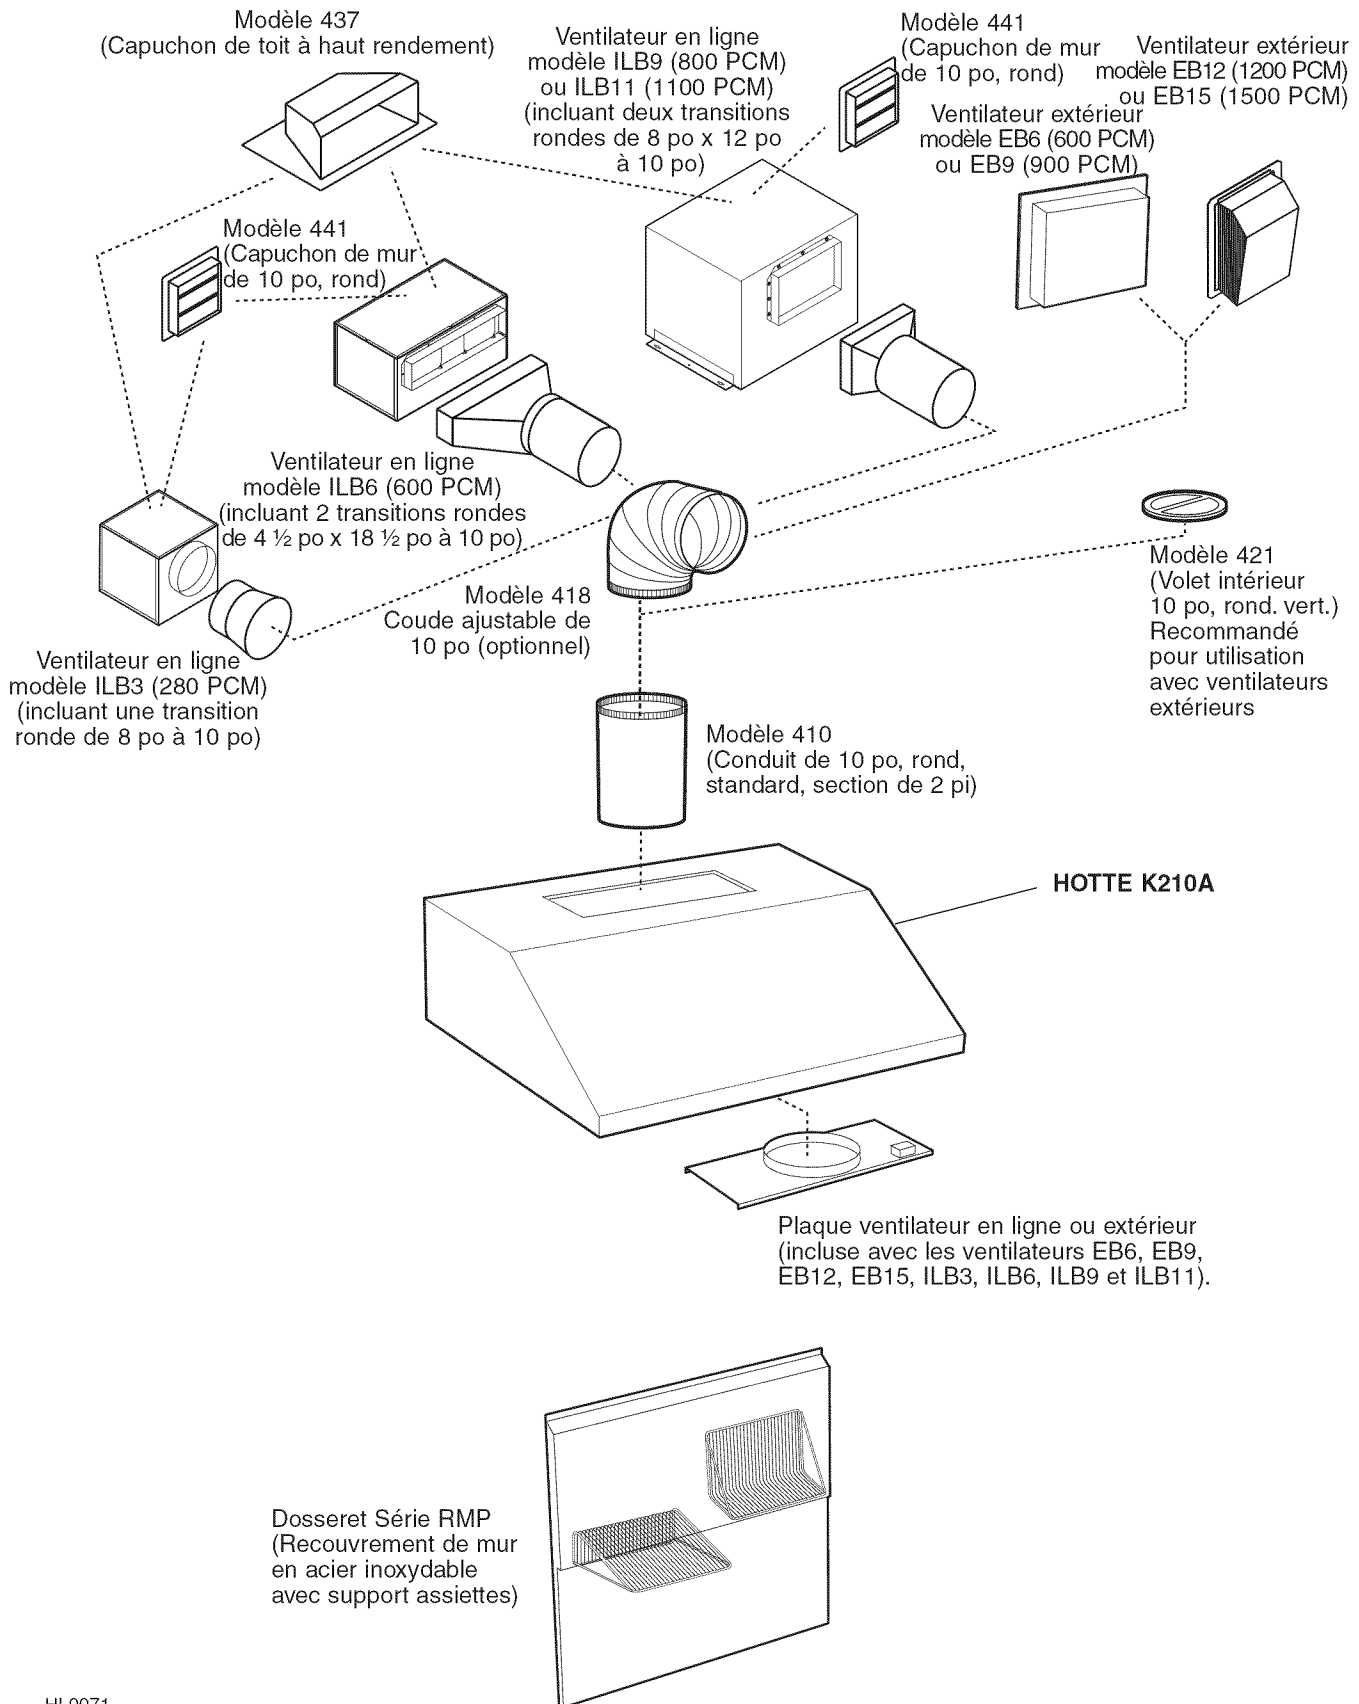 Modèle 437
(Capuchon de toit à haut rendement)
Ventilateur en ligne
modèle ILB9 (800 PCM)
ou ILB11 (1100 PCM)
(incluant deux transitions
rondes de 8 po x 12 po
à 10 po)
Modèle 441
(Capuchon de mur
de 10 po, rond)
Ventilateur extérieur
modèle EB12 (1200 PCM)
ou EB15 (1500 PCM)
Ventilateur extérieur
modèle EB6 (600 PCM)
ou EB9 (900 PCM)
Modèle 441
(Capuchon de mur
de 10 po, rond)
Ventilateur en ligne
modèle ILB6 (600 PCM)
(incluant 2 transitions rondes
de 4 ½ po x 18 ½ po à 10 po)
Modèle 421
(Volet intérieur
10 po, rond. vert.)
Recommandé
pour utilisation
avec ventilateurs
extérieurs
Modèle 418
Coude ajustable de
10 po (optionnel)
Ventilateur en ligne
modèle ILB3 (280 PCM)
(incluant une transition
ronde de 8 po à 10 po)
Modèle 410
(Conduit de 10 po, rond,
standard, section de 2 pi)
HOTTE K210A
Plaque ventilateur en ligne ou extérieur
(incluse avec les ventilateurs EB6, EB9,
EB12, EB15, ILB3, ILB6, ILB9 et ILB11).
Dosseret Série RMP
(Recouvrement de mur
en acier inoxydable
avec support assiettes)